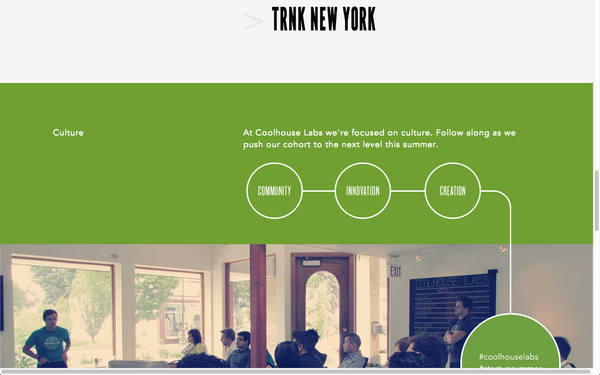 > TRNK NEW YORK
Culture
At Coolhouse Labs we're focused on culture. Follow along as we
push our cohort to the next level this summer.
COMMUNITY
INNOVATION
CREATION
EXIT
COOLHOUSE LABS
#coolhouselabs